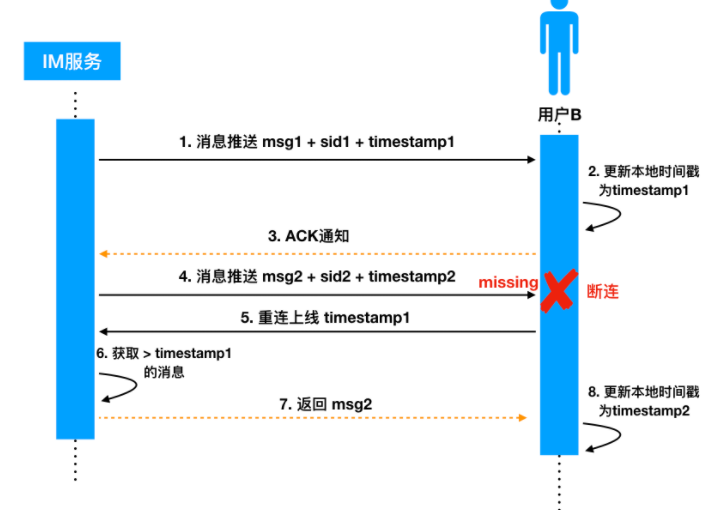 IM服务
用户B
1. 消息推送 msg1 + sid1 + timestamp1
2. 更新本地时间戳
为timestamp1
3. ACK通知
4. 消息推送 msg2 + sid2 + timestamp2
missing
断连
5. 重连上线 timestamp1
6. 获取 > timestamp1
的消息
7. 返回 msg2
8. 更新本地时间戳
为timestamp2